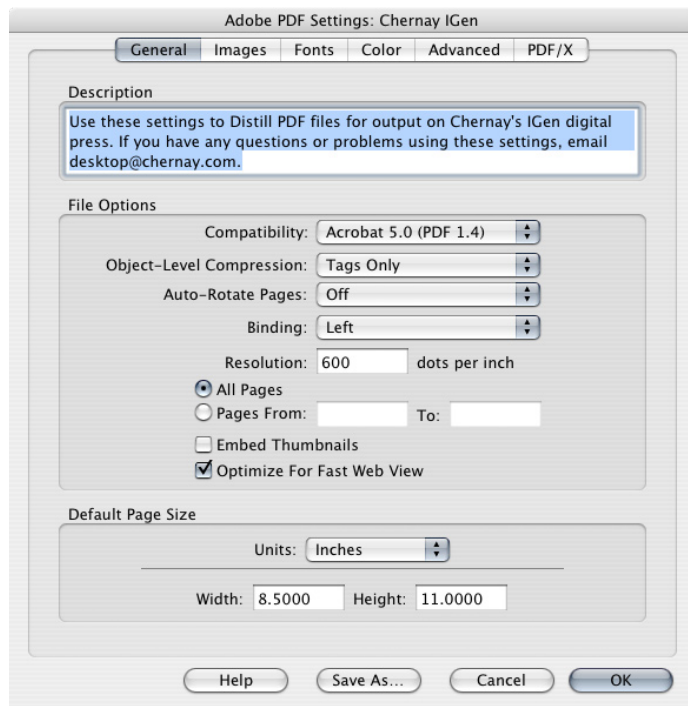 Adobe PDF Settings: Chernay IGen
General Images Fonts Color Advanced PDF/X
Description
Use these settings to Distill PDF files for output on Chernay's IGen digital
press. If you have any questions or problems using these settings, email
desktop@chernay.com.
File Options
Compatibility: Acrobat 5.0 (PDF 1.4)
Object-Level Compression: Tags Only
Auto-Rotate Pages: Off
Binding: Left
Resolution: 600 dots per inch
All Pages
Pages From: To:
Embed Thumbnails
Optimize For Fast Web View
Default Page Size
Units: Inches
Width: 8.5000 Height: 11.0000
Help Save As... Cancel OK